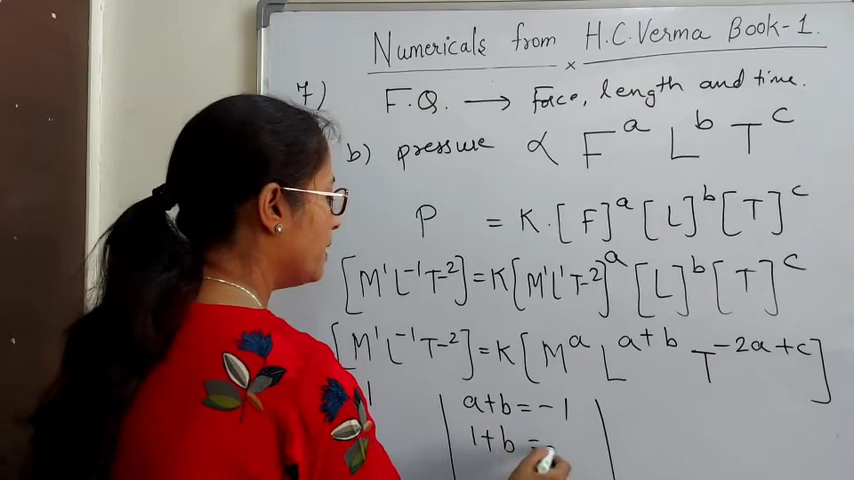 Numericals from H.C.Verma Book-1.
7) F.Q. → Force, length and time.
b) pressure ∝ F^a L^b T^c
P = K.[F]^a [L]^b [T]^c
[M^1 L^-1 T^-2] = K[M^1 L^1 T^-2]^a [L]^b [T]^c
[M^1 L^-1 T^-2] = K[M^a L^a+b T^-2a+c]
a+b=-1
1+b =